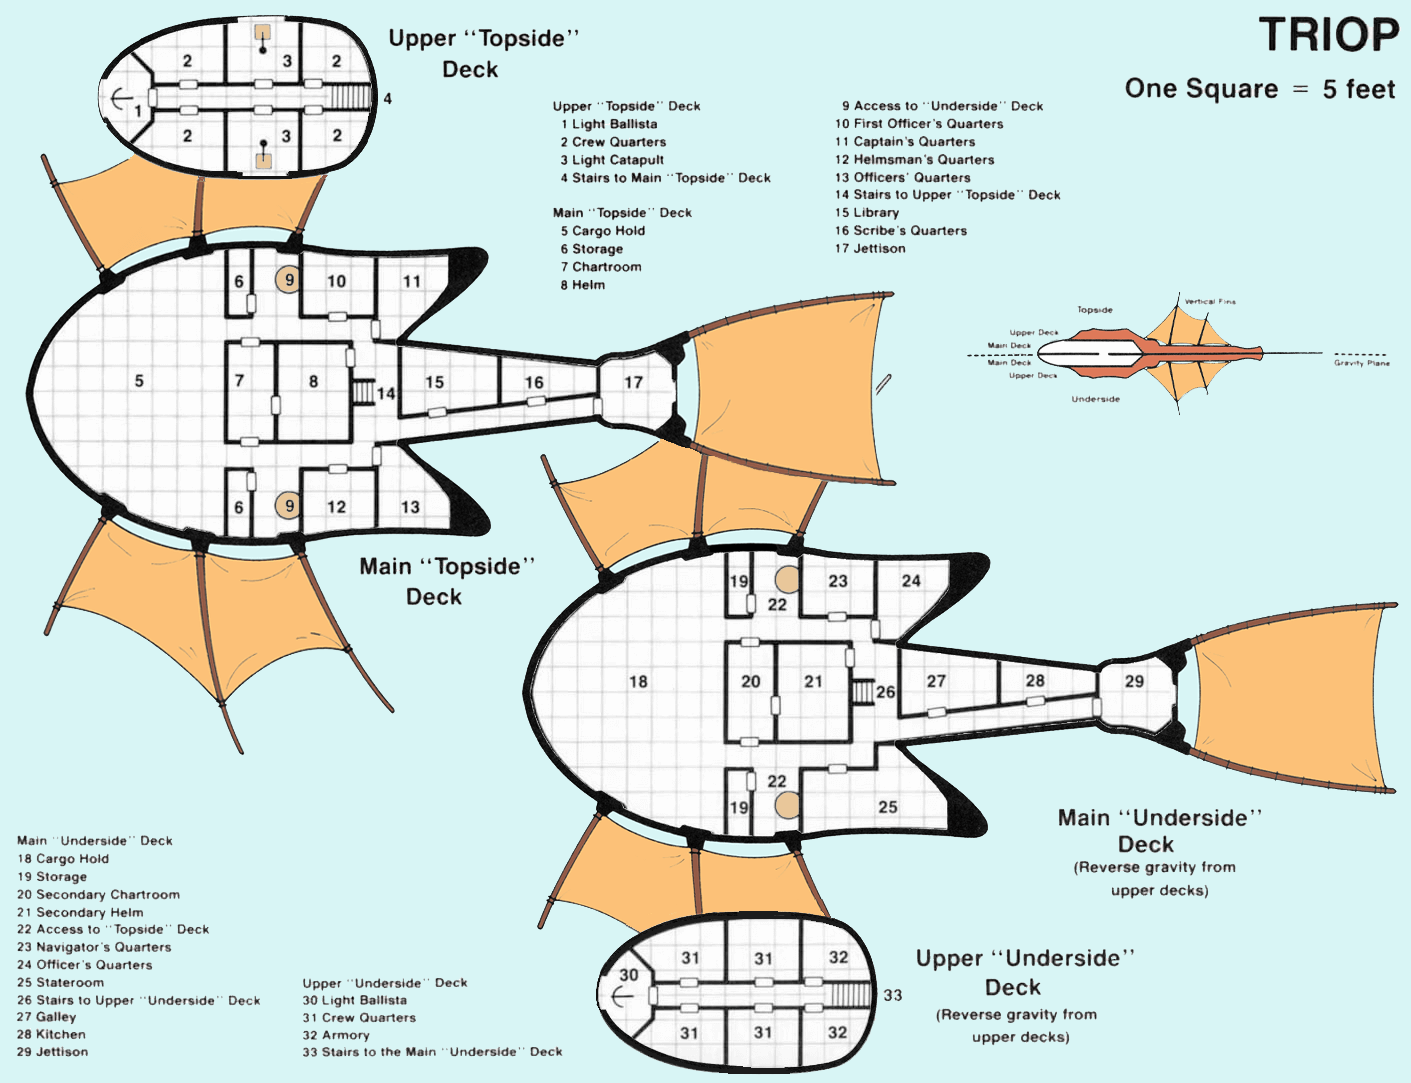 TRIOP
One Square = 5 feet
Upper "Topside"
Deck
2
3
2
1
4
2
3
2
Upper "Topside" Deck
1 Light Ballista
2 Crew Quarters
3 Light Catapult
4 Stairs to Main "Topside" Deck
Main "Topside" Deck
5 Cargo Hold
6 Storage
7 Chartroom
8 Helm
9 Access to "Underside" Deck
10 First Officer's Quarters
11 Captain's Quarters
12 Helmsman's Quarters
13 Officers' Quarters
14 Stairs to Upper "Topside" Deck
15 Library
16 Scribe's Quarters
17 Jettison
6
9
10
11
5
7
8
14
15
16
17
6
9
12
13
Main "Topside"
Deck
Vertical Fins
Topside
Upper Deck
Main Deck
Main Deck
Upper Deck
Gravity Plane
Underside
19
22
23
24
18
20
21
26
27
28
29
22
19
25
Main "Underside"
Deck
(Reverse gravity from
upper decks)
Main "Underside" Deck
18 Cargo Hold
19 Storage
20 Secondary Chartroom
21 Secondary Helm
22 Access to "Topside" Deck
23 Navigator's Quarters
24 Officer's Quarters
25 Stateroom
26 Stairs to Upper "Underside" Deck
27 Galley
28 Kitchen
29 Jettison
Upper "Underside" Deck
30 Light Ballista
31 Crew Quarters
32 Armory
33 Stairs to the Main "Underside" Deck
31
31
32
30
33
31
31
32
Upper "Underside"
Deck
(Reverse gravity from
upper decks)